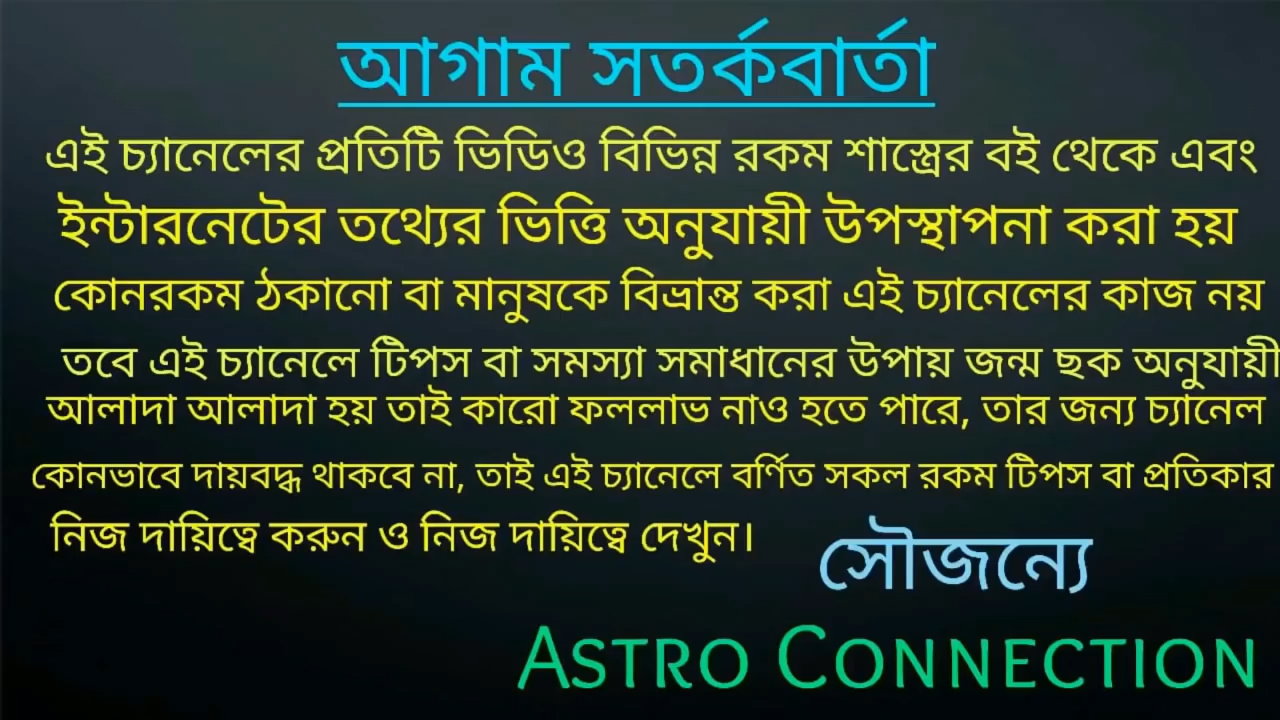 আগাম সতর্কবার্তা
এই চ্যানেলের প্রতিটি ভিডিও বিভিন্ন রকম শাস্ত্রের বই থেকে এবং
ইন্টারনেটের তথ্যের ভিত্তি অনুযায়ী উপস্থাপনা করা হয়
কোনরকম ঠকানো বা মানুষকে বিভ্রান্ত করা এই চ্যানেলের কাজ নয়
তবে এই চ্যানেলে টিপস বা সমস্যা সমাধানের উপায় জন্ম ছক অনুযায়ী
আলাদা আলাদা হয় তাই কারো ফললাভ নাও হতে পারে, তার জন্য চ্যানেল
কোনভাবে দায়বদ্ধ থাকবে না, তাই এই চ্যানেলে বর্ণিত সকল রকম টিপস বা প্রতিকার
নিজ দায়িত্বে করুন ও নিজ দায়িত্বে দেখুন।
সৌজন্যে
ASTRO CONNECTION